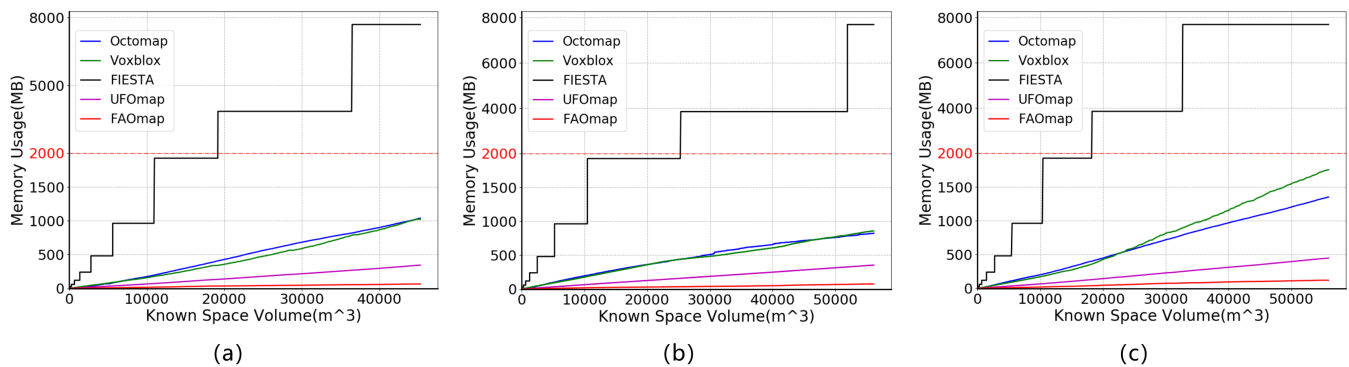 8000
5000
2000
1500
1000
500
0
Memory Usage(MB)
Octomap
Voxblox
FIESTA
UFOmap
FAOmap
0 10000 20000 30000 40000
Known Space Volume(m^3)
(a)
8000
6000
4000
2000
1500
1000
500
0
Memory Usage(MB)
Octomap
Voxblox
FIESTA
UFOmap
FAOmap
0 10000 20000 30000 40000 50000
Known Space Volume(m^3)
(b)
8000
6000
4000
2000
1500
1000
500
0
Memory Usage(MB)
Octomap
Voxblox
FIESTA
UFOmap
FAOmap
0 10000 20000 30000 40000 50000
Known Space Volume(m^3)
(c)